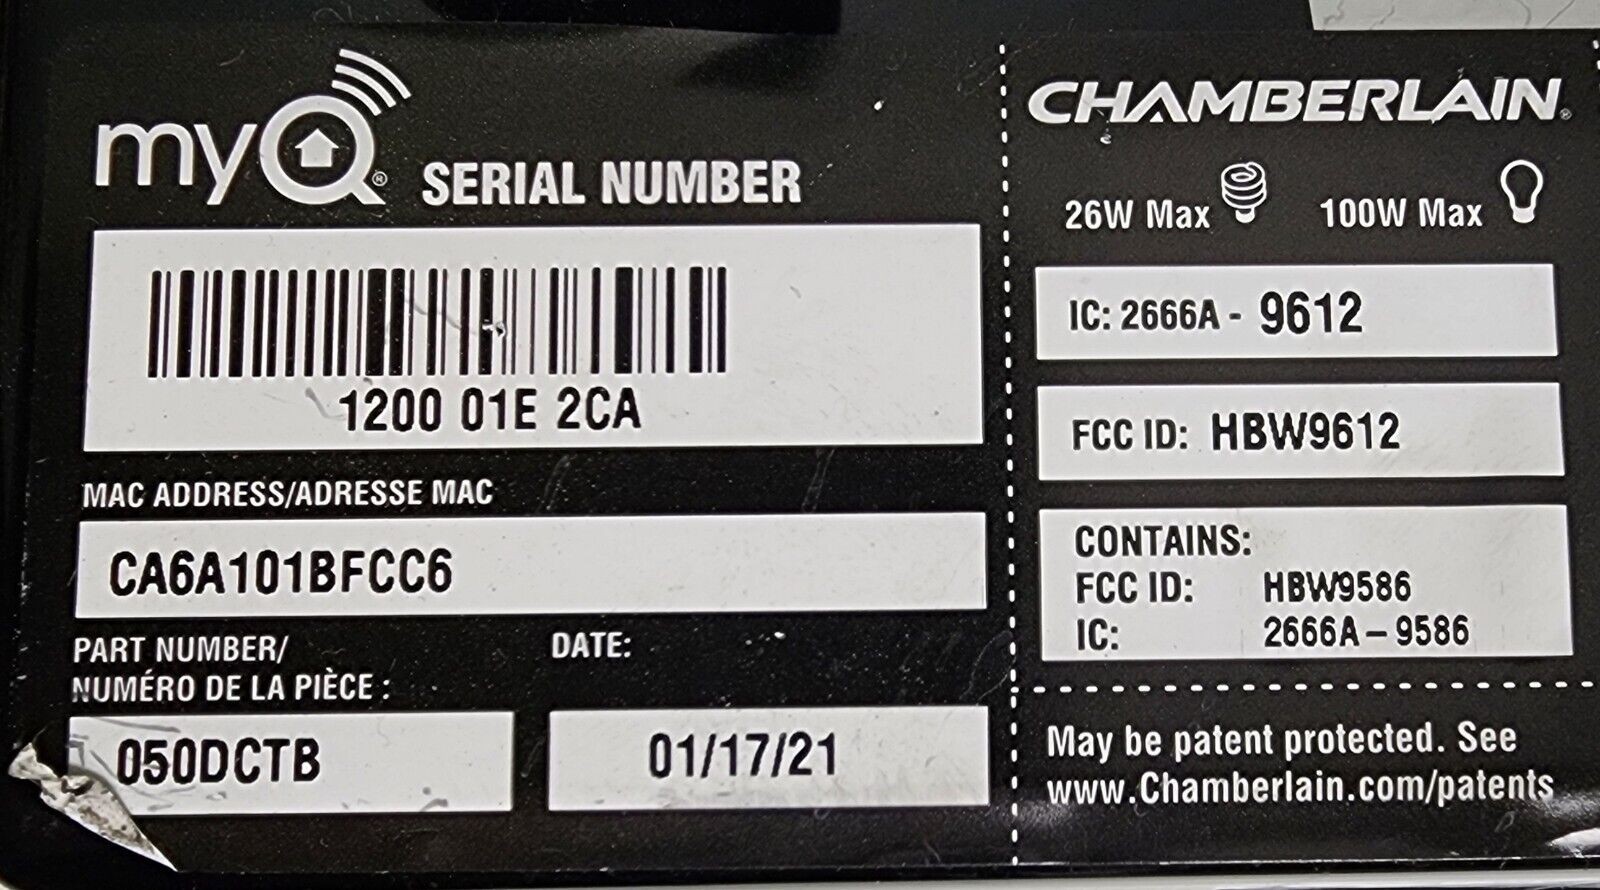 myQ® SERIAL NUMBER
1200 01E 2CA
MAC ADDRESS/ADRESSE MAC
CA6A101BFCC6
PART NUMBER/
NUMÉRO DE LA PIÈCE :
050DCTB
DATE:
01/17/21
CHAMBERLAIN®
26W Max
100W Max
IC: 2666A - 9612
FCC ID: HBW9612
CONTAINS:
FCC ID: HBW9586
IC: 2666A-9586
May be patent protected. See
www.Chamberlain.com/patents